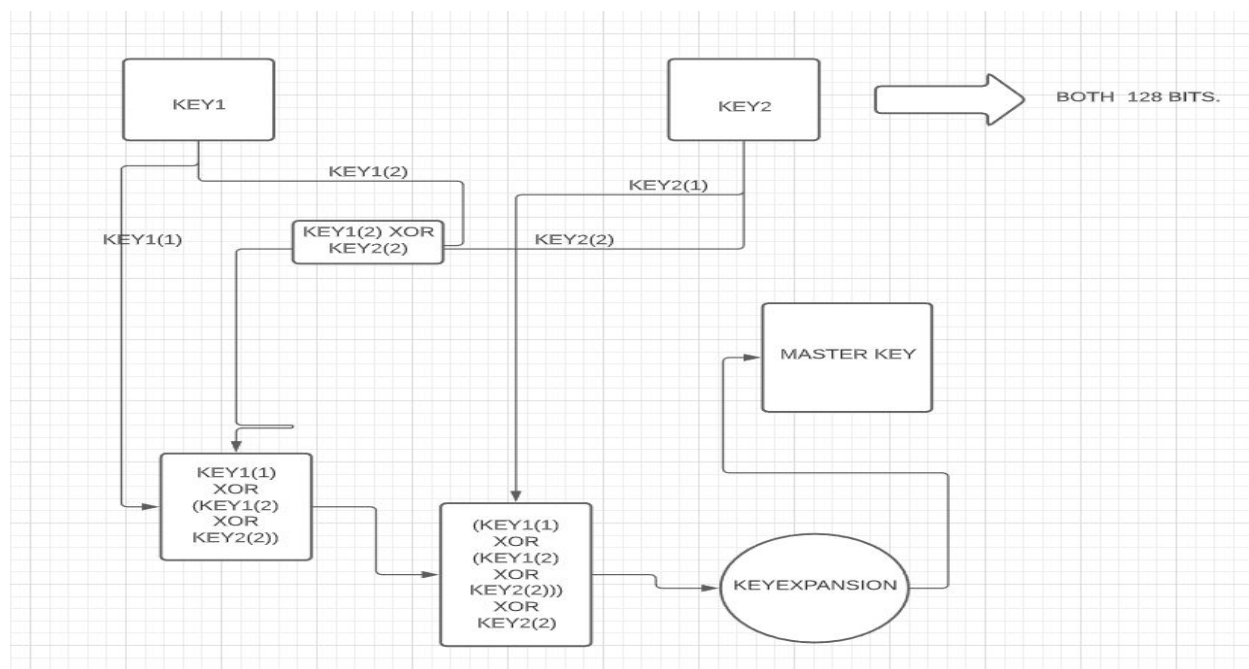 KEY1
KEY2
BOTH 128 BITS.
KEY1(2)
KEY2(1)
KEY1(1)
KEY1(2) XOR
KEY2(2)
KEY2(2)
MASTER KEY
KEY1(1)
XOR
(KEY1(2)
XOR
KEY2(2))
(KEY1(1)
XOR
(KEY1(2)
XOR
KEY2(2)))
XOR
KEY2(2)
KEYEXPANSION